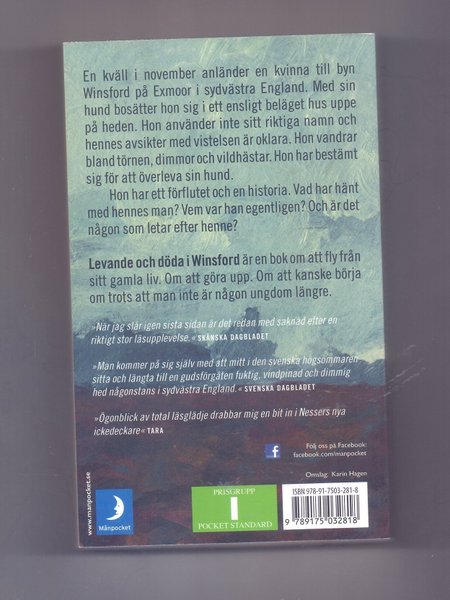 En kväll i november anländer en kvinna till byn
Winsford på Exmoor i sydvästra England. Med sin
hund bosätter hon sig i ett ensligt beläget hus uppe
på heden. Hon använder inte sitt riktiga namn och
hennes avsikter med vistelsen är oklara. Hon vandrar
bland törnen, dimmor och vildhästar. Hon har bestämt
sig för att överleva sin hund.
Hon har ett förflutet och en historia. Vad har hänt
med hennes man? Vem var han egentligen? Och är det
någon som letar efter henne?
Levande och döda i Winsford är en bok om att fly från
sitt gamla liv. Om att göra upp. Om att kanske börja
om trots att man inte är någon ungdom längre.
»När jag slår igen sista sidan är det redan med saknad efter en
riktigt stor läsupplevelse.« SKÅNSKA DAGBLADET
»Man kommer på sig själv med att mitt i den svenska högsommaren
sitta och längta till en gudsförgäten fuktig, vindpinad och dimmig
hed någonstans i sydvästra England.« SVENSKA DAGBLADET
»Ögonblick av total läsglädje drabbar mig en bit in i Nessers nya
ickedeckare« TARA
f
Följ oss på Facebook:
facebook.com/manpocket
Omslag Karin Hagen
www.manpocket.se
Månpocket
PRISGRUPP
1
POCKET STANDARD
ISBN 978-91-7503-281-8
9 789175 032818